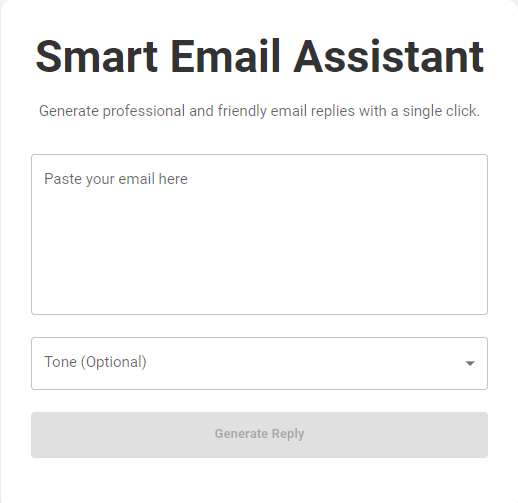 Smart Email Assistant
Generate professional and friendly email replies with a single click.
Paste your email here
Tone (Optional)
Generate Reply